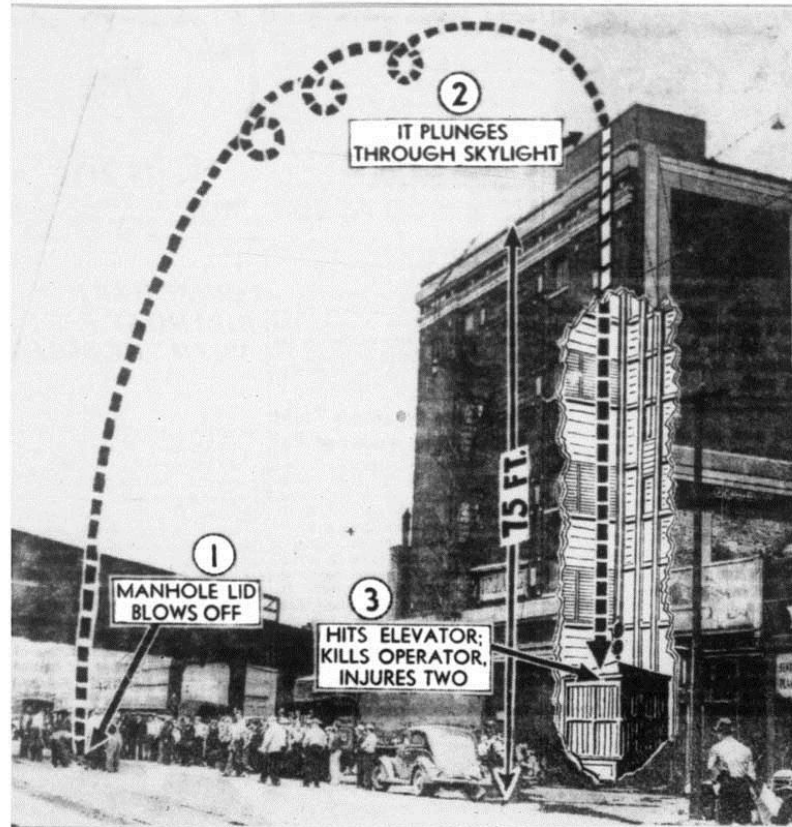 1
MANHOLE LID
BLOWS OFF
2
IT PLUNGES
THROUGH SKYLIGHT
3
HITS ELEVATOR;
KILLS OPERATOR,
INJURES TWO
75 FT.